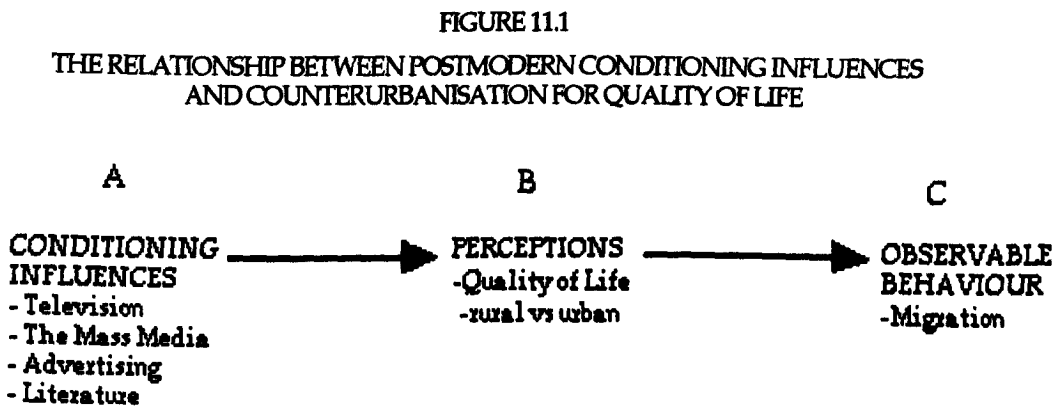 FIGURE 11.1
THE RELATIONSHIP BETWEEN POSTMODERN CONDITIONING INFLUENCES
AND COUNTERURBANISATION FOR QUALITY OF LIFE
A
B
C
CONDITIONING
INFLUENCES
- Television
- The Mass Media
- Advertising
- Literature
PERCEPTIONS
-Quality of Life
-rural vs urban
OBSERVABLE
BEHAVIOUR
-Migration